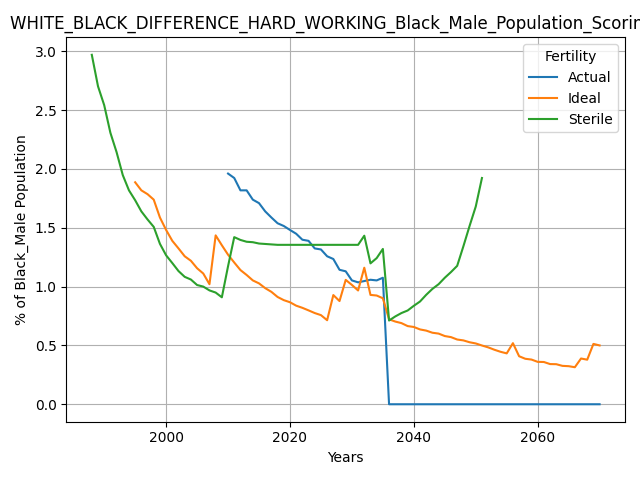 WHITE_BLACK_DIFFERENCE_HARD_WORKING_Black_Male_Population_Scorin
Fertility
Actual
Ideal
Sterile
% of Black_Male Population
3.0
2.5
2.0
1.5
1.0
0.5
0.0
2000 2020 2040 2060
Years